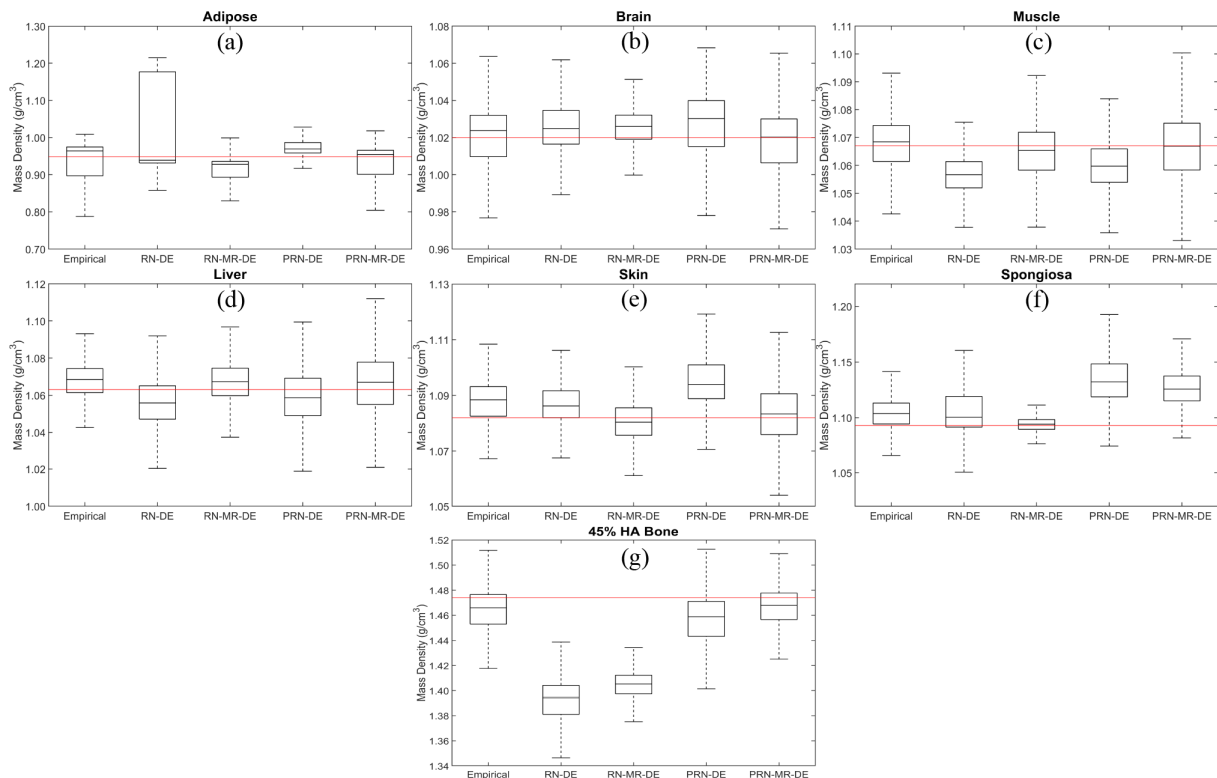 Adipose
(a)
Mass Density (g/cm³)
1.30
1.20
1.10
1.00
0.90
0.80
0.70
Empirical RN-DE RN-MR-DE PRN-DE PRN-MR-DE
Brain
(b)
Mass Density (g/cm³)
1.08
1.06
1.04
1.02
1.00
0.98
0.96
Empirical RN-DE RN-MR-DE PRN-DE PRN-MR-DE
Muscle
(c)
Mass Density (g/cm³)
1.11
1.10
1.09
1.08
1.07
1.06
1.05
1.04
1.03
Empirical RN-DE RN-MR-DE PRN-DE PRN-MR-DE
Liver
(d)
Mass Density (g/cm³)
1.12
1.10
1.08
1.06
1.04
1.02
1.00
Empirical RN-DE RN-MR-DE PRN-DE PRN-MR-DE
Skin
(e)
Mass Density (g/cm³)
1.13
1.11
1.09
1.07
1.05
Empirical RN-DE RN-MR-DE PRN-DE PRN-MR-DE
Spongiosa
(f)
Mass Density (g/cm³)
1.20
1.15
1.10
1.05
Empirical RN-DE RN-MR-DE PRN-DE PRN-MR-DE
45% HA Bone
(g)
Mass Density (g/cm³)
1.52
1.50
1.48
1.46
1.44
1.42
1.40
1.38
1.36
1.34
Empirical RN-DE RN-MR-DE PRN-DE PRN-MR-DE